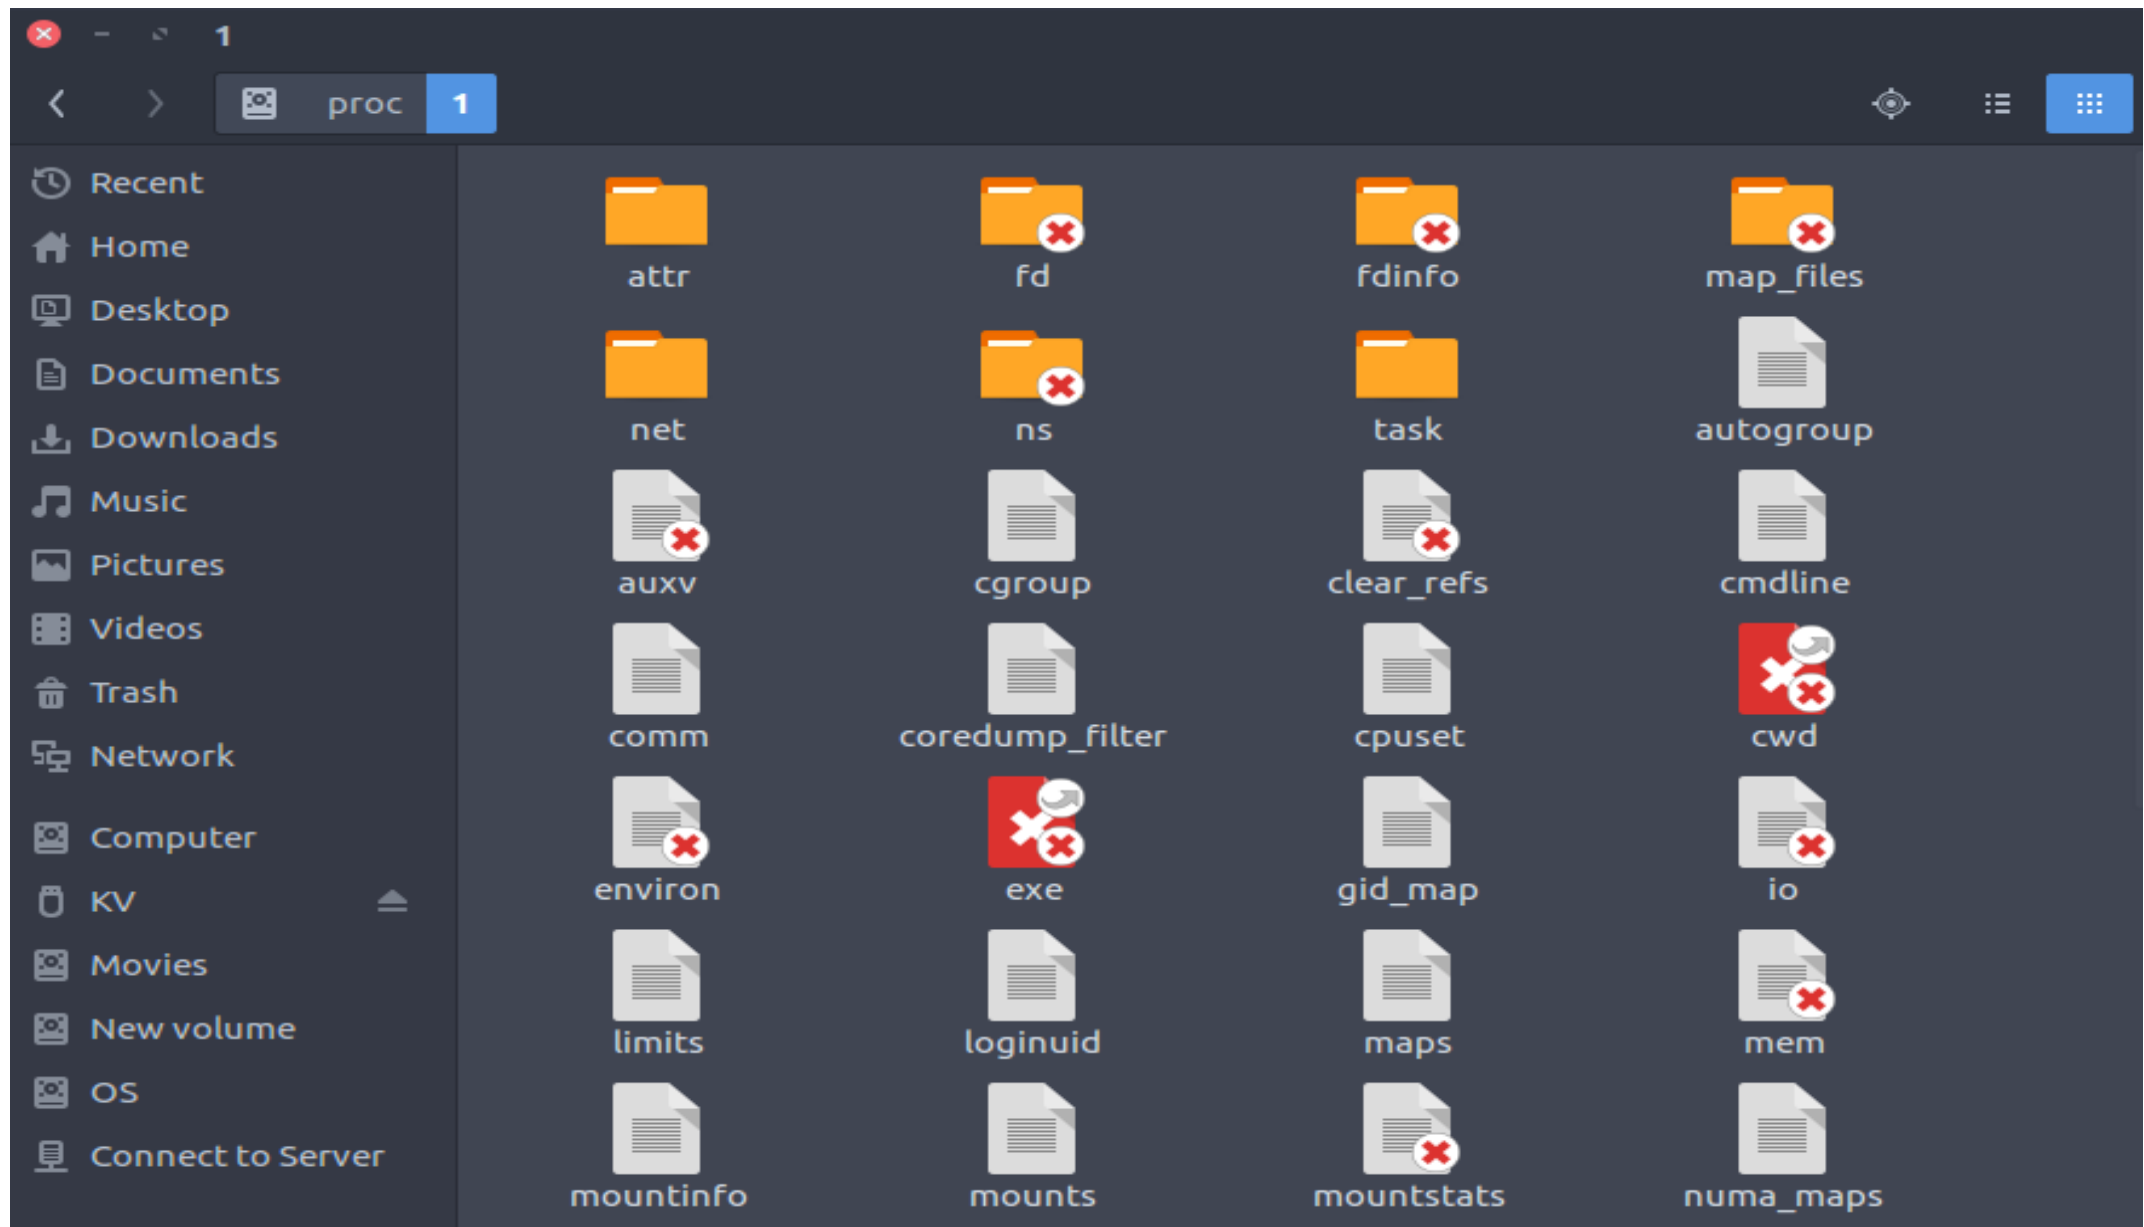 1
proc 1
Recent
Home
Desktop
Documents
Downloads
Music
Pictures
Videos
Trash
Network
Computer
KV
Movies
New volume
OS
Connect to Server
attr fd fdinfo map_files
net ns task autogroup
auxv cgroup clear_refs cmdline
comm coredump_filter cpuset cwd
environ exe gid_map io
limits loginuid maps mem
mountinfo mounts mountstats numa_maps